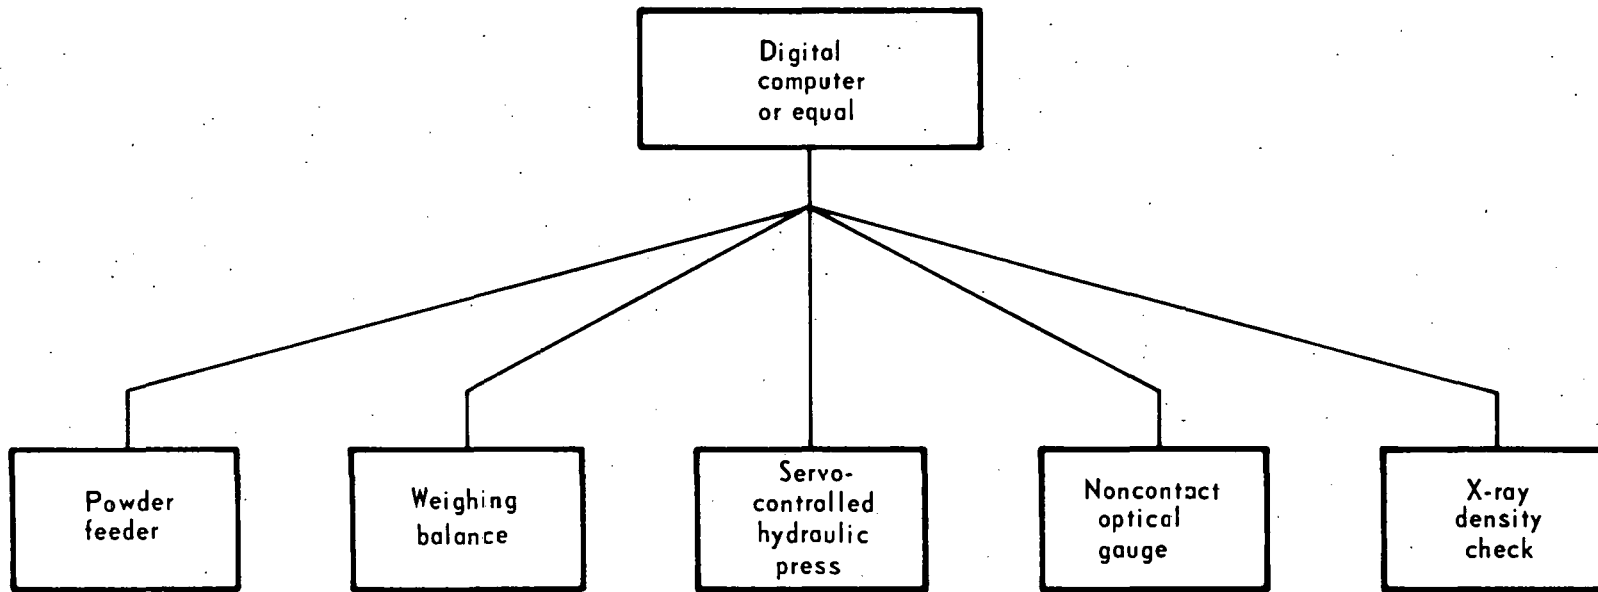 Digital
computer
or equal
Powder
feeder
Weighing
balance
Servo-
controlled
hydraulic
press
Noncontact
optical
gauge
X-ray
density
check